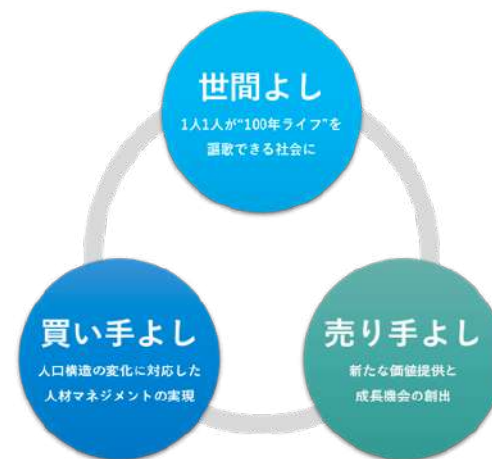 世間よし
1人1人が“100年ライフ”を
謳歌できる社会に
買い手よし
人口構造の変化に対応した
人材マネジメントの実現
売り手よし
新たな価値提供と
成長機会の創出